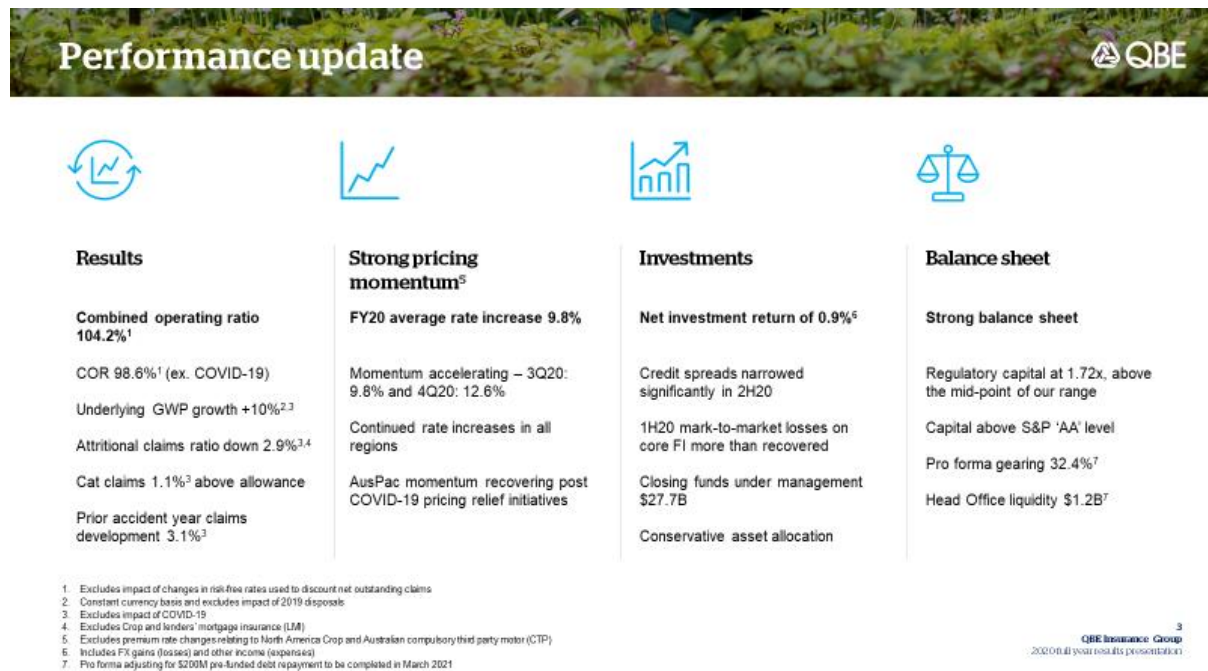 Performance update
QBE
Results
Combined operating ratio
104.2%¹
COR 98.6%¹ (ex. COVID-19)
Underlying GWP growth +10%²·³
Attritional claims ratio down 2.9%³·⁴
Cat claims 1.1%³ above allowance
Prior accident year claims
development 3.1%³
Strong pricing
momentum⁵
FY20 average rate increase 9.8%
Momentum accelerating – 3Q20:
9.8% and 4Q20: 12.6%
Continued rate increases in all
regions
AusPac momentum recovering post
COVID-19 pricing relief initiatives
Investments
Net investment return of 0.9%⁶
Credit spreads narrowed
significantly in 2H20
1H20 mark-to-market losses on
core FI more than recovered
Closing funds under management
$27.7B
Conservative asset allocation
Balance sheet
Strong balance sheet
Regulatory capital at 1.72x, above
the mid-point of our range
Capital above S&P 'AA' level
Pro forma gearing 32.4%⁷
Head Office liquidity $1.2B⁷
1. Excludes impact of changes in risk-free rates used to discount net outstanding claims
2. Constant currency basis and excludes impact of 2019 disposals
3. Excludes impact of COVID-19
4. Excludes Crop and lenders' mortgage insurance (LMI)
5. Excludes premium rate changes relating to North America Crop and Australian compulsory third party motor (CTP)
6. Includes FX gains (losses) and other income (expenses)
7. Pro forma adjusting for $200M pre-funded debt repayment to be completed in March 2021
3
QBE Insurance Group
2020 full year results presentation